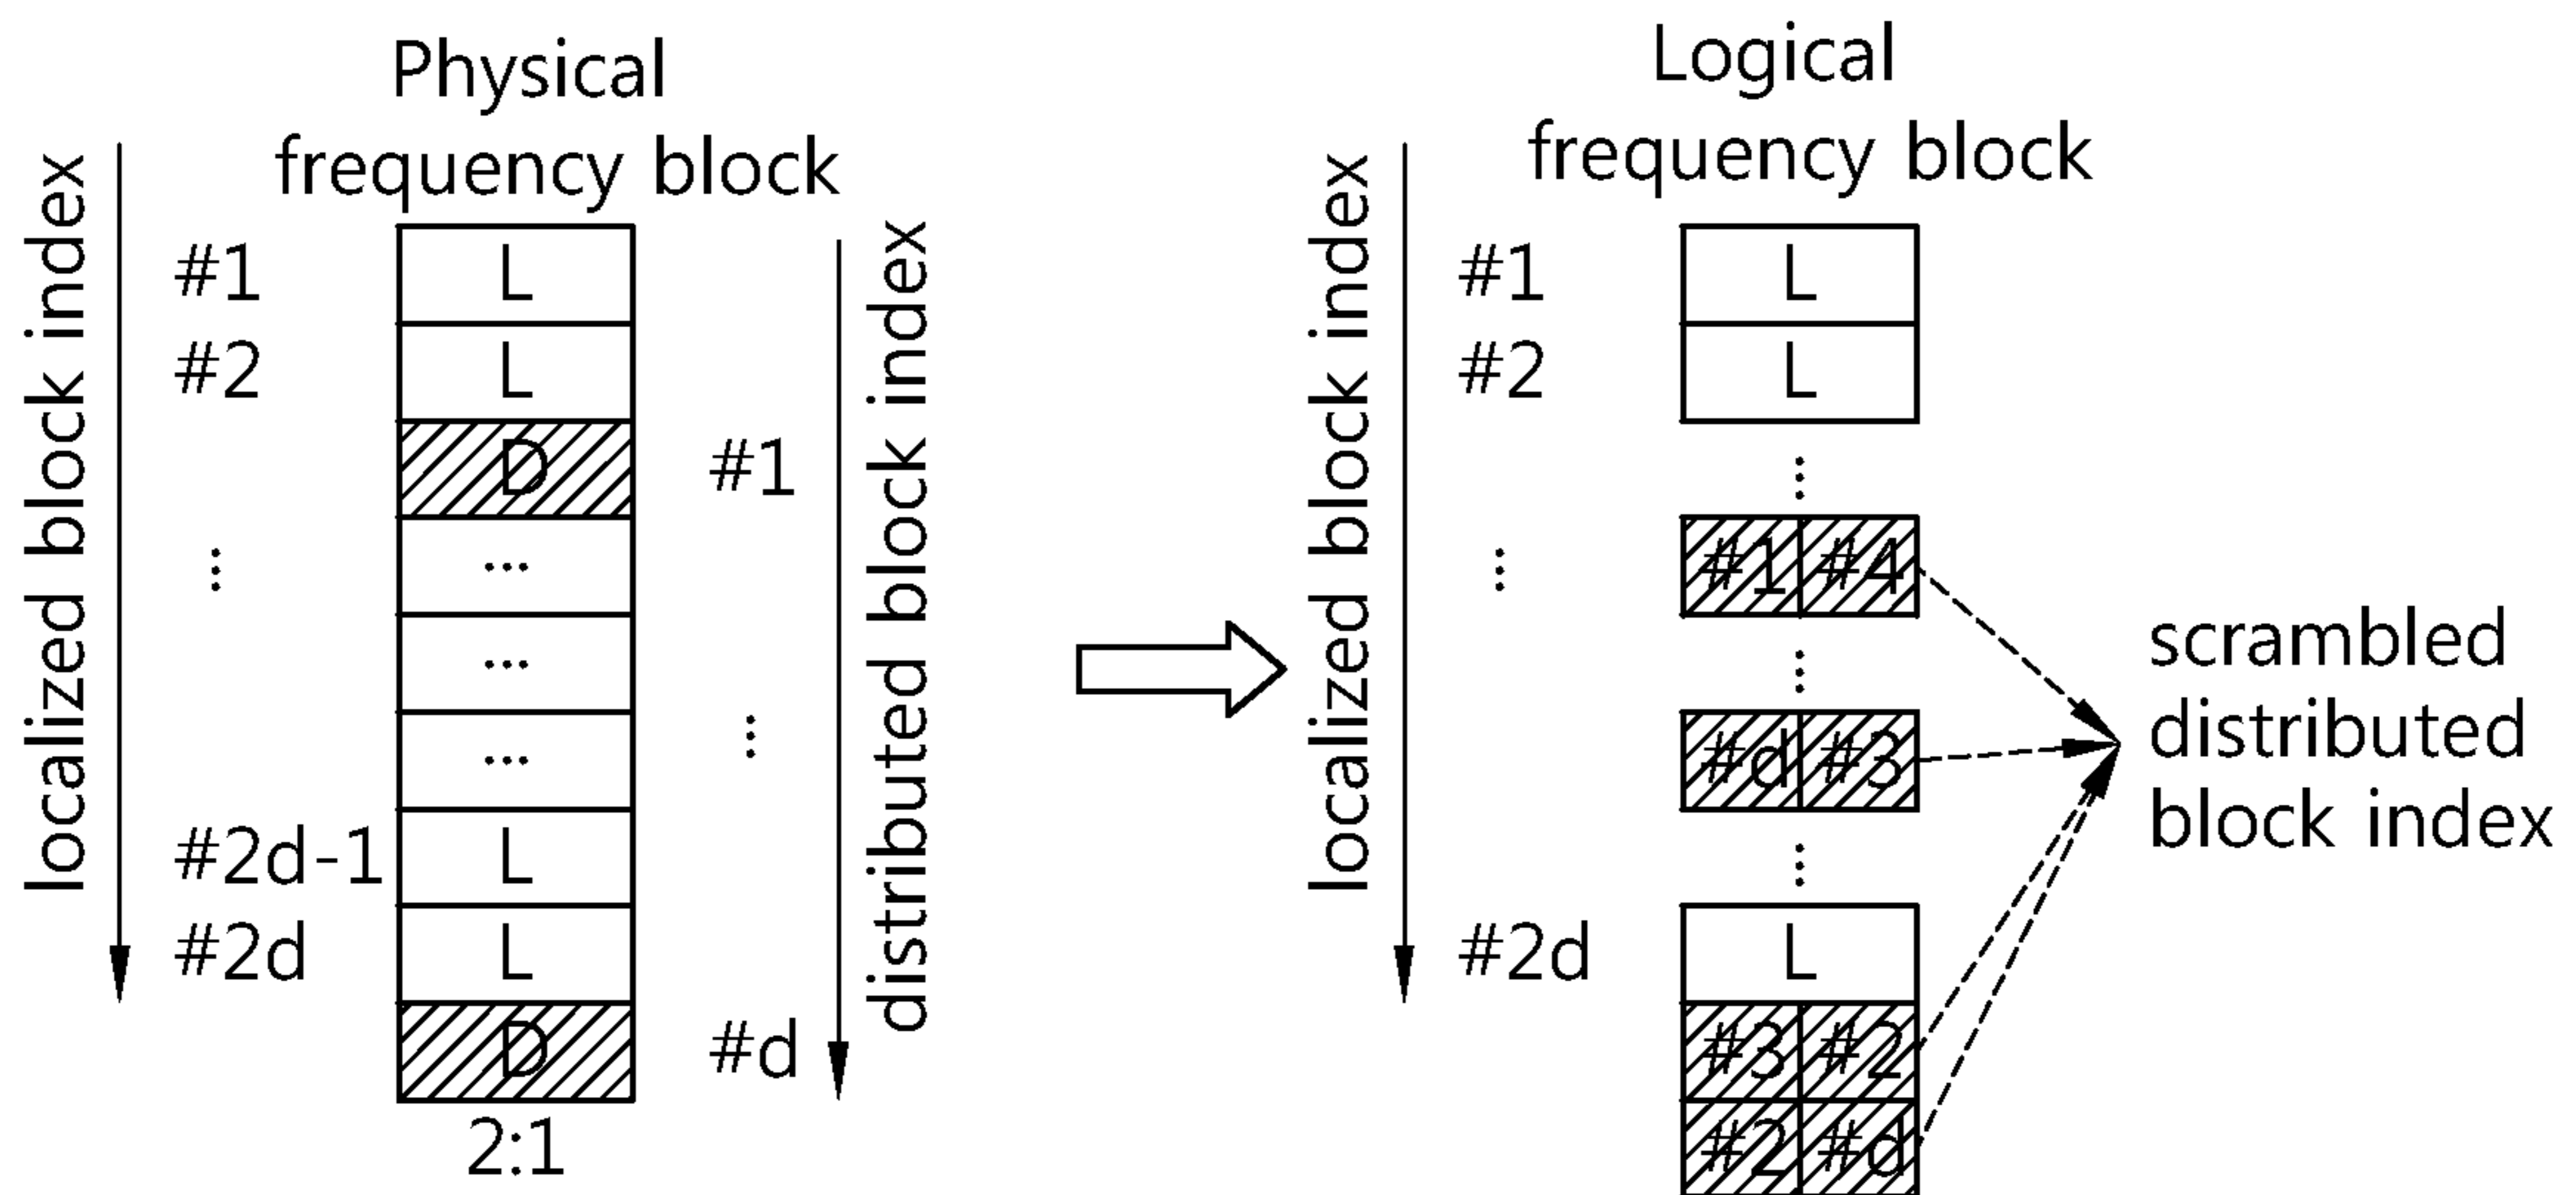 Physical
frequency block
localized block index
#1
L
#2
L
D
#1
...
...
...
...
...
#2d-1
L
#2d
L
D
#d
distributed block index
2:1
Logical
frequency block
localized block index
#1
L
#2
L
...
...
#1 #4
...
#d #3
...
#2d
L
#3 #2
#2 #d
scrambled
distributed
block index